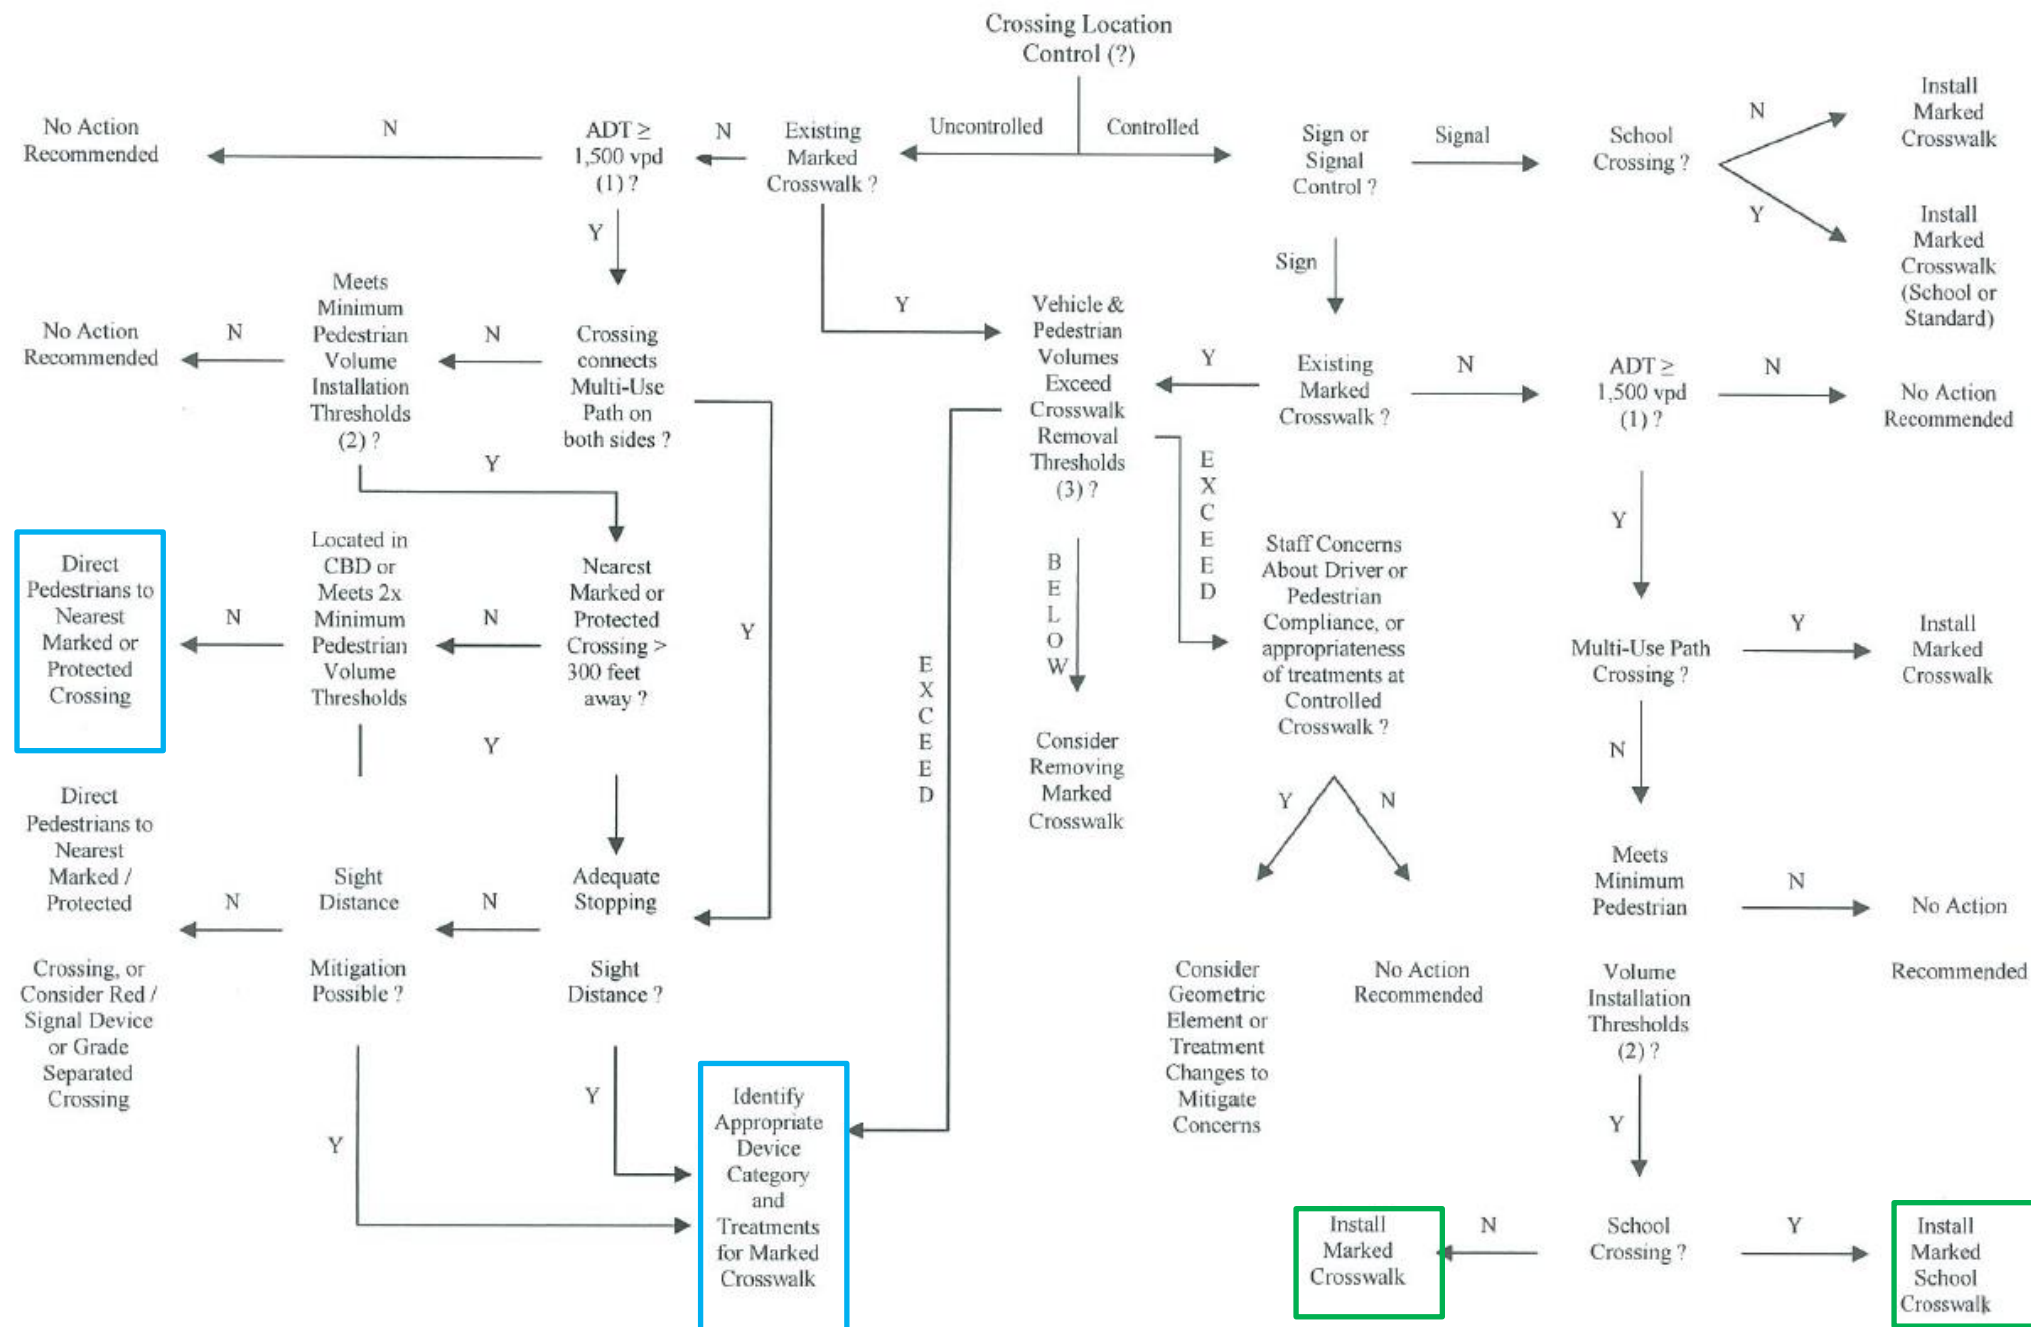 Crossing Location
Control (?)
Uncontrolled
Controlled
No Action
Recommended
N
ADT ≥
1,500 vpd
(1) ?
N
Existing
Marked
Crosswalk ?
Sign or
Signal
Control ?
Signal
School
Crossing ?
N
Install
Marked
Crosswalk
Y
Install
Marked
Crosswalk
(School or
Standard)
Y
Sign
No Action
Recommended
N
Meets
Minimum
Pedestrian
Volume
Installation
Thresholds
(2) ?
N
Crossing
connects
Multi-Use
Path on
both sides ?
Y
Vehicle &
Pedestrian
Volumes
Exceed
Crosswalk
Removal
Thresholds
(3) ?
Y
Existing
Marked
Crosswalk ?
N
ADT ≥
1,500 vpd
(1) ?
N
No Action
Recommended
Y
E
X
C
E
E
D
Y
Direct
Pedestrians to
Nearest
Marked or
Protected
Crossing
N
Located in
CBD or
Meets 2x
Minimum
Pedestrian
Volume
Thresholds
N
Nearest
Marked or
Protected
Crossing >
300 feet
away ?
Y
B
E
L
O
W
E
X
C
E
E
D
Staff Concerns
About Driver or
Pedestrian
Compliance, or
appropriateness
of treatments at
Controlled
Crosswalk ?
Multi-Use Path
Crossing ?
Y
Install
Marked
Crosswalk
Y
N
Consider
Removing
Marked
Crosswalk
Y
N
Direct
Pedestrians to
Nearest
Marked /
Protected
Crossing, or
Consider Red /
Signal Device
or Grade
Separated
Crossing
N
Sight
Distance
Mitigation
Possible ?
N
Adequate
Stopping
Sight
Distance ?
Meets
Minimum
Pedestrian
Volume
Installation
Thresholds
(2) ?
N
No Action
Recommended
Consider
Geometric
Element or
Treatment
Changes to
Mitigate
Concerns
No Action
Recommended
Y
Y
Identify
Appropriate
Device
Category
and
Treatments
for Marked
Crosswalk
Y
Install
Marked
Crosswalk
N
School
Crossing ?
Y
Install
Marked
School
Crosswalk